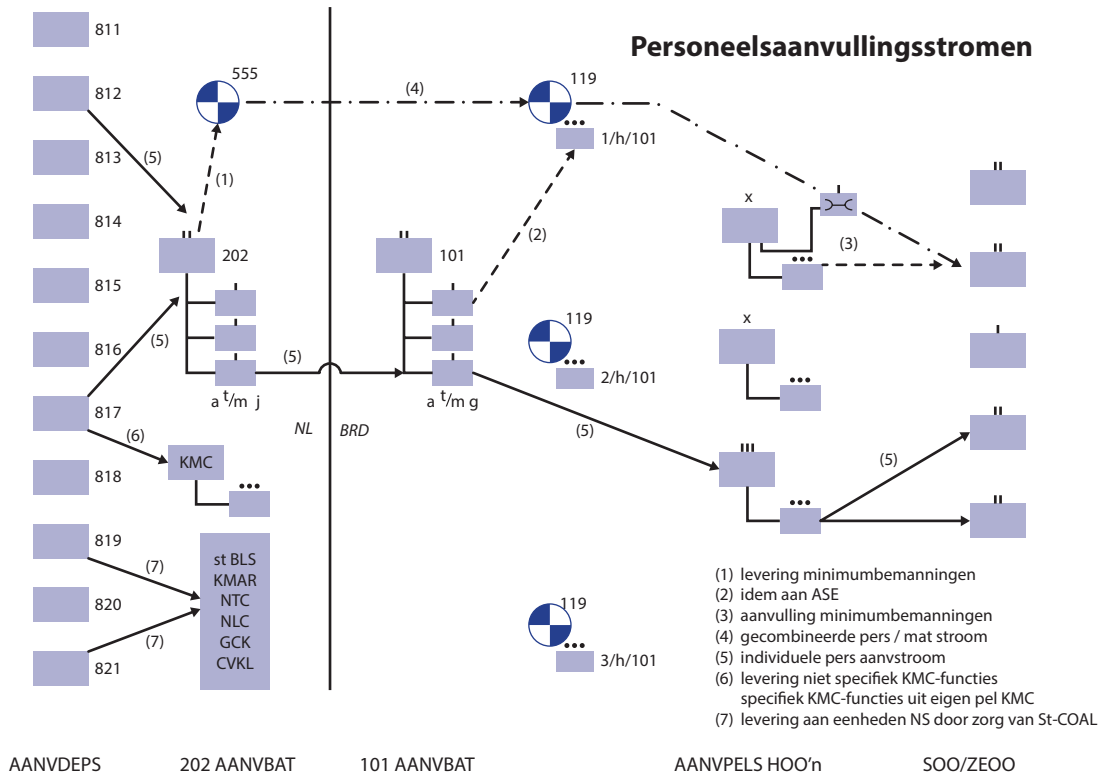 Personeelsaanvullingsstromen
811
812
813
814
815
816
817
818
819
820
821
555
(4)
119
1/h/101
(5)
(1)
(2)
x
(3)
202
101
(5)
(5)
a t/m j
a t/m g
NL
BRD
119
2/h/101
x
(5)
(5)
(6)
KMC
(7)
(7)
st BLS
KMAR
NTC
NLC
GCK
CVKL
119
3/h/101
(1) levering minimumbemanningen
(2) idem aan ASE
(3) aanvulling minimumbemanningen
(4) gecombineerde pers / mat stroom
(5) individuele pers aanvstroom
(6) levering niet specifiek KMC-functies
specifiek KMC-functies uit eigen pel KMC
(7) levering aan eenheden NS door zorg van St-COAL
AANVDEPS
202 AANVBAT
101 AANVBAT
AANVPELS HOO'n
SOO/ZEOO